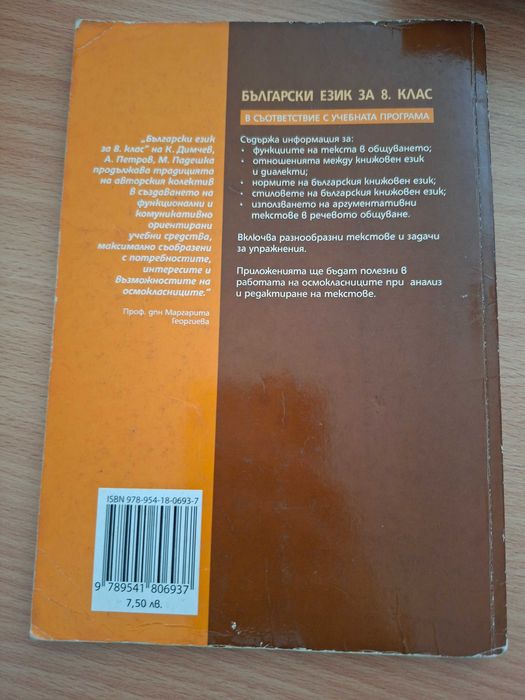 „Български език
за 8. клас“ на К. Димчев,
А. Петров, М. Падешка
продължава традицията
на авторския колектив
в създаването на
функционални и
комуникативно
ориентирани
учебни средства,
максимално съобразени
с потребностите,
интересите и
възможностите на
осмокласниците.“
Проф. дпн Маргарита
Георгиева
БЪЛГАРСКИ ЕЗИК ЗА 8. КЛАС
В СЪОТВЕТСТВИЕ С УЧЕБНАТА ПРОГРАМА
Съдържа информация за:
• функциите на текста в общуването;
• отношенията между книжовен език
и диалекти;
• нормите на българския книжовен език;
• стиловете на българския книжовен език;
• използването на аргументативни
текстове в речевото общуване.
Включва разнообразни текстове и задачи
за упражнения.
Приложенията ще бъдат полезни в
работата на осмокласниците при анализ
и редактиране на текстове.
ISBN 978-954-18-0693-7
9 789541 806937
7,50 лв.